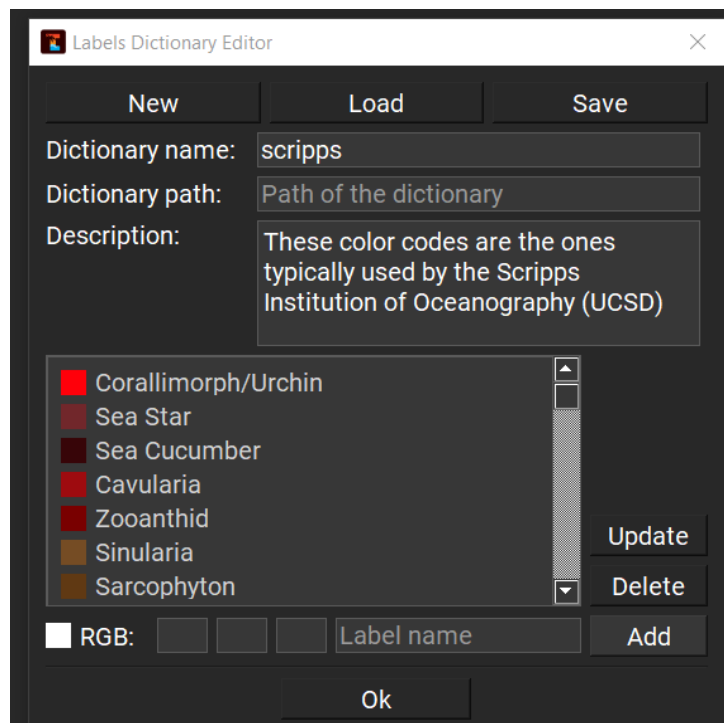 Labels Dictionary Editor
New Load Save
Dictionary name: scripps
Dictionary path: Path of the dictionary
Description: These color codes are the ones
typically used by the Scripps
Institution of Oceanography (UCSD)
Corallimorph/Urchin
Sea Star
Sea Cucumber
Cavularia
Zooanthid
Sinularia
Sarcophyton
Update
Delete
RGB: Label name Add
Ok